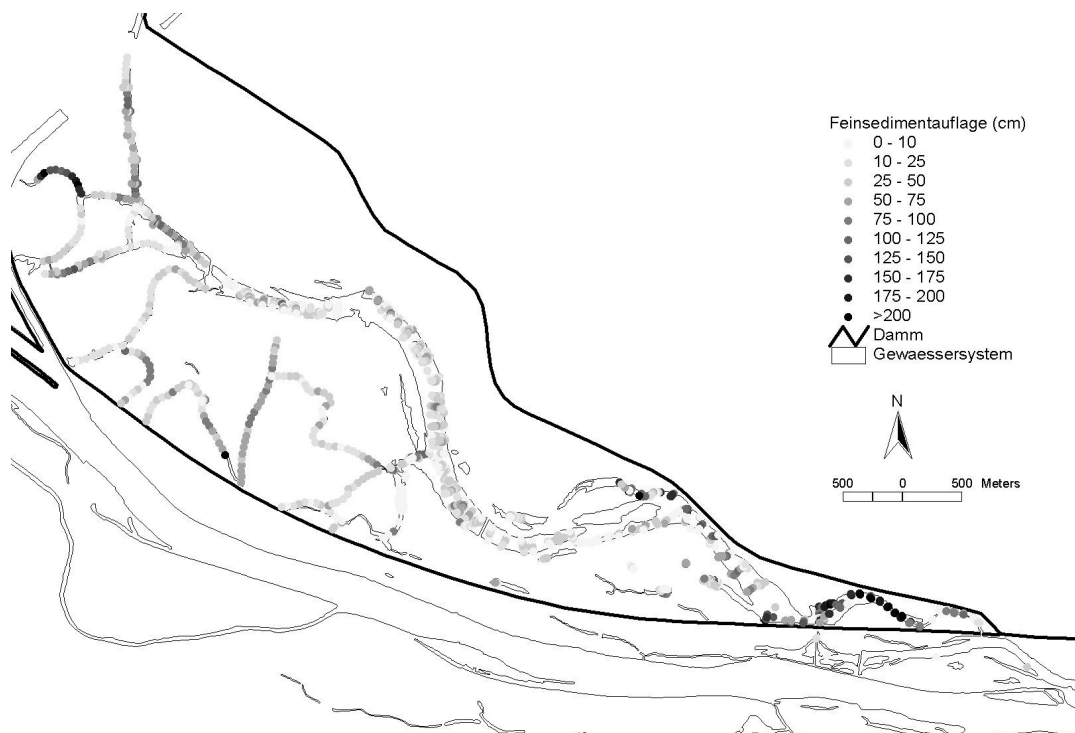 Feinsedimentauflage (cm)
0 - 10
10 - 25
25 - 50
50 - 75
75 - 100
100 - 125
125 - 150
150 - 175
175 - 200
>200
Damm
Gewaessersystem
N
500 0 500 Meters